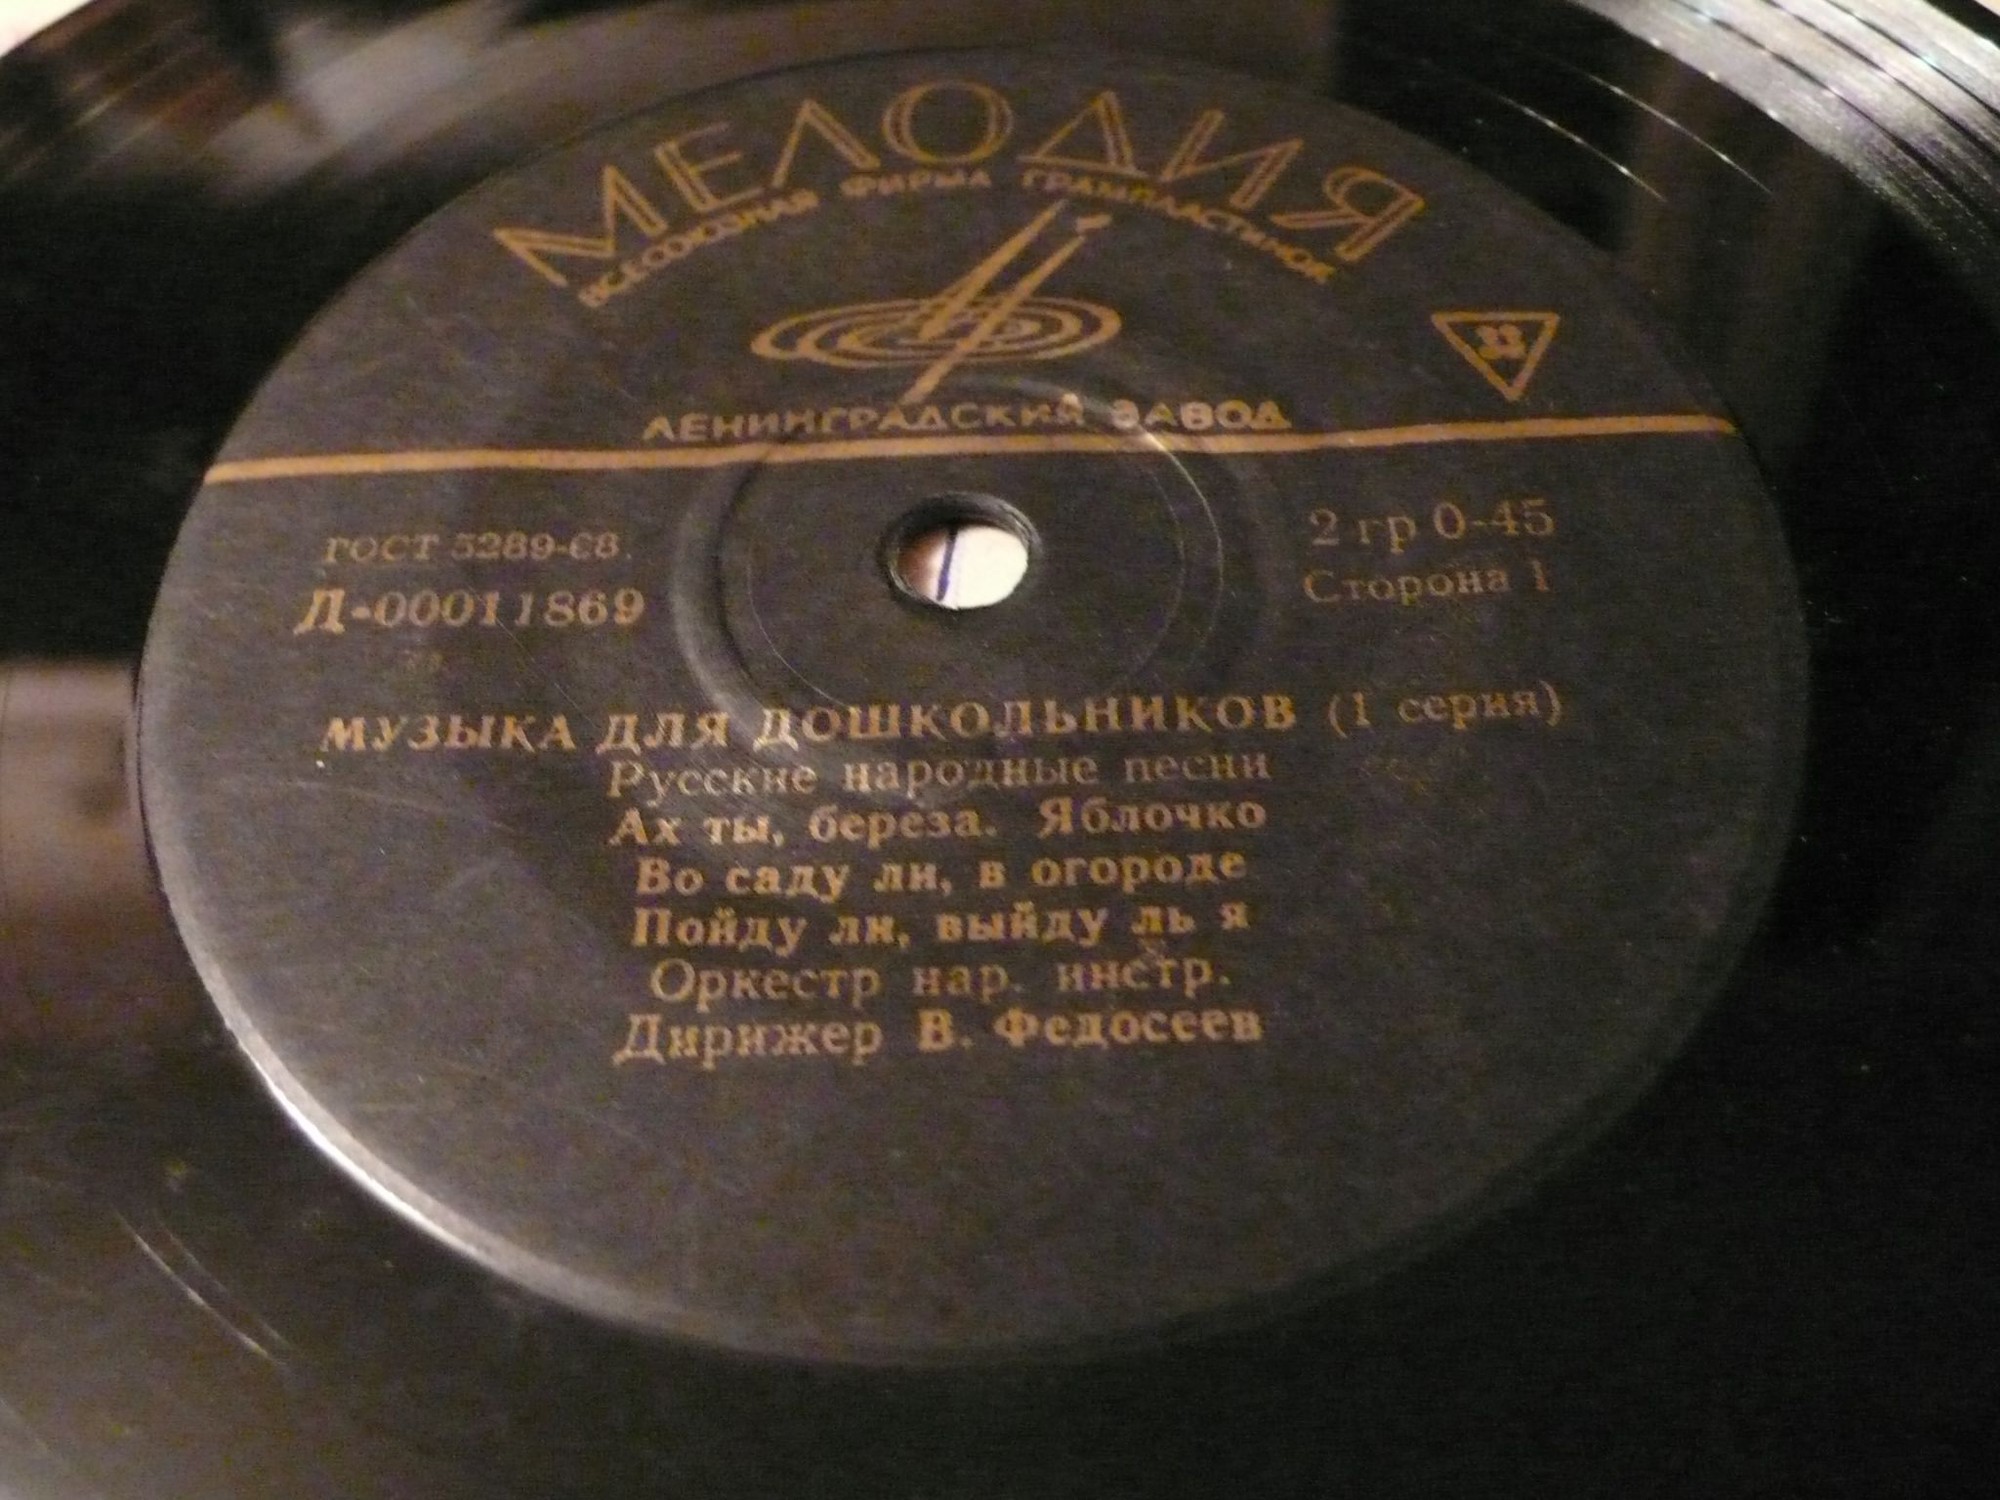 МЕЛОДИЯ
ВСЕСОЮЗНАЯ ФИРМА ГРАМПЛАСТИНОК
33
ЛЕНИНГРАДСКИЙ ЗАВОД
ГОСТ 5289-68.
2 гр 0-45
Д-00011869
Сторона 1
МУЗЫКА ДЛЯ ДОШКОЛЬНИКОВ (1 серия)
Русские народные песни
Ах ты, береза. Яблочко
Во саду ли, в огороде
Пойду ли, выйду ль я
Оркестр нар. инстр.
Дирижер В. Федосеев